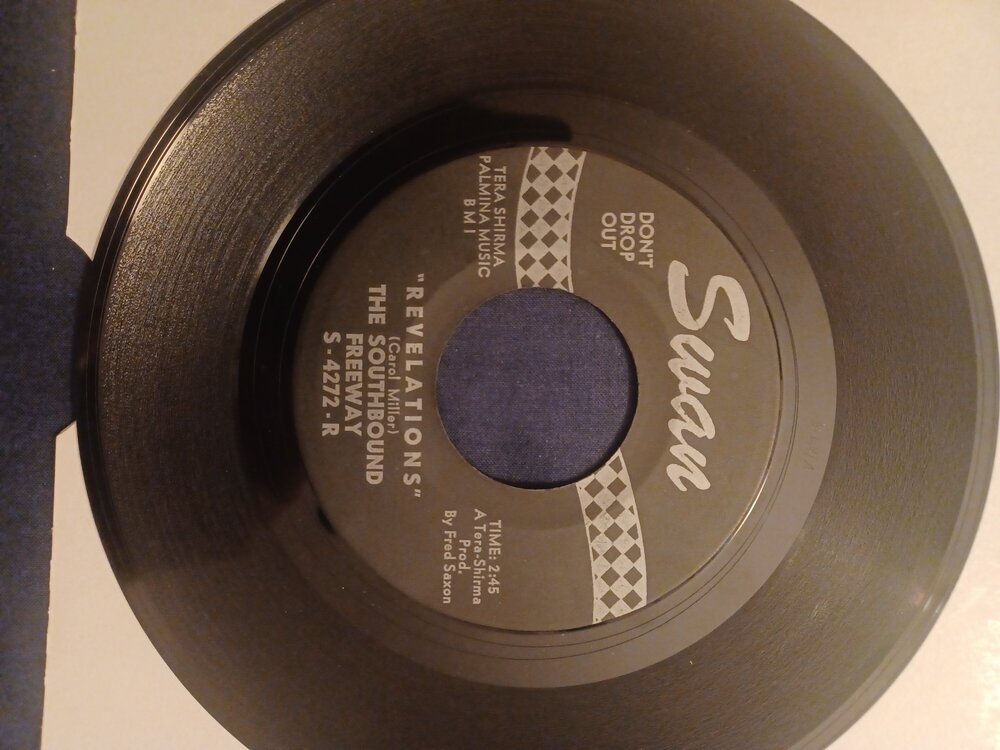 Swan
DON'T
DROP
OUT
TERA SHIRMA
PALMINA MUSIC
B M I
TIME: 2:45
A Tera-Shirma
Prod.
By Fred Saxon
"REVELATIONS"
(Carol Miller)
THE SOUTHBOUND
FREEWAY
S-4272-R